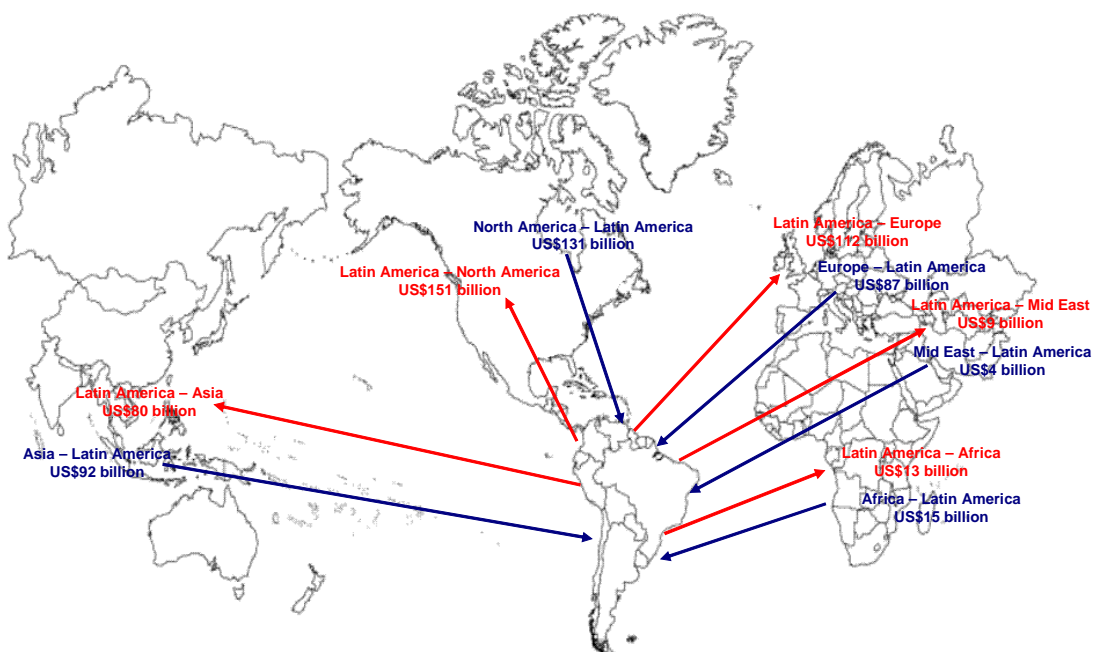 North America – Latin America
US$131 billion
Latin America – Europe
US$112 billion
Latin America – North America
US$151 billion
Europe – Latin America
US$87 billion
Latin America – Mid East
US$9 billion
Mid East – Latin America
US$4 billion
Latin America – Asia
US$80 billion
Asia – Latin America
US$92 billion
Latin America – Africa
US$13 billion
Africa – Latin America
US$15 billion